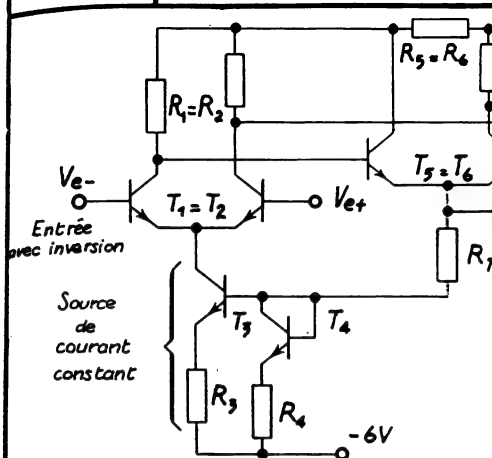 R5=R6
R1=R2
Ve-
T1=T2
Ve+
T5=T6
Entrée
avec inversion
Source
de
courant
constant
T3
T4
R7
R3
R4
-6V